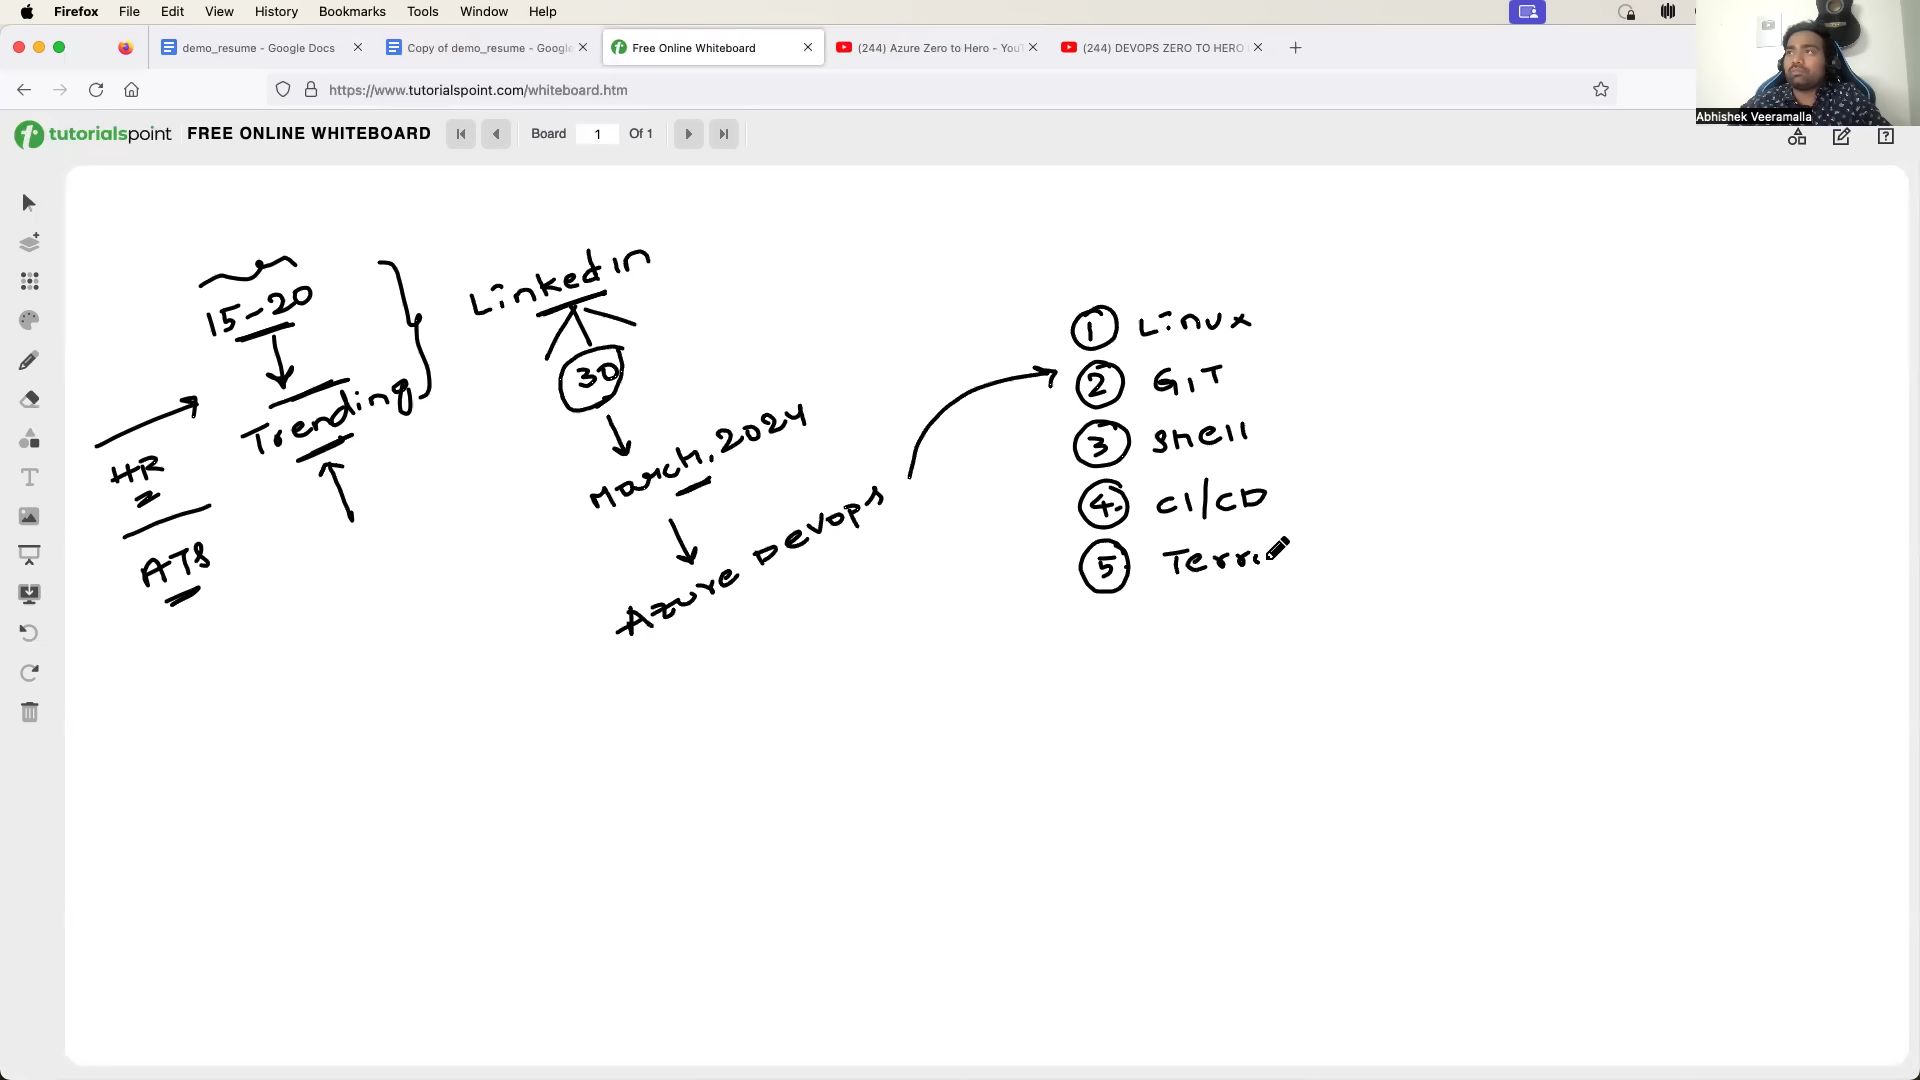 Firefox File Edit View History Bookmarks Tools Window Help
demo_resume - Google Docs
Copy of demo_resume - Google
Free Online Whiteboard
(244) Azure Zero to Hero - YouT
(244) DEVOPS ZERO TO HERO
https://www.tutorialspoint.com/whiteboard.htm
Abhishek Veeramalla
tutorialspoint FREE ONLINE WHITEBOARD Board 1 Of 1
15-20
Trending
HR
ATS
Linkedin
30
March, 2024
Azure Devops
1 Linux
2 GIT
3 Shell
4 CI/CD
5 Terr